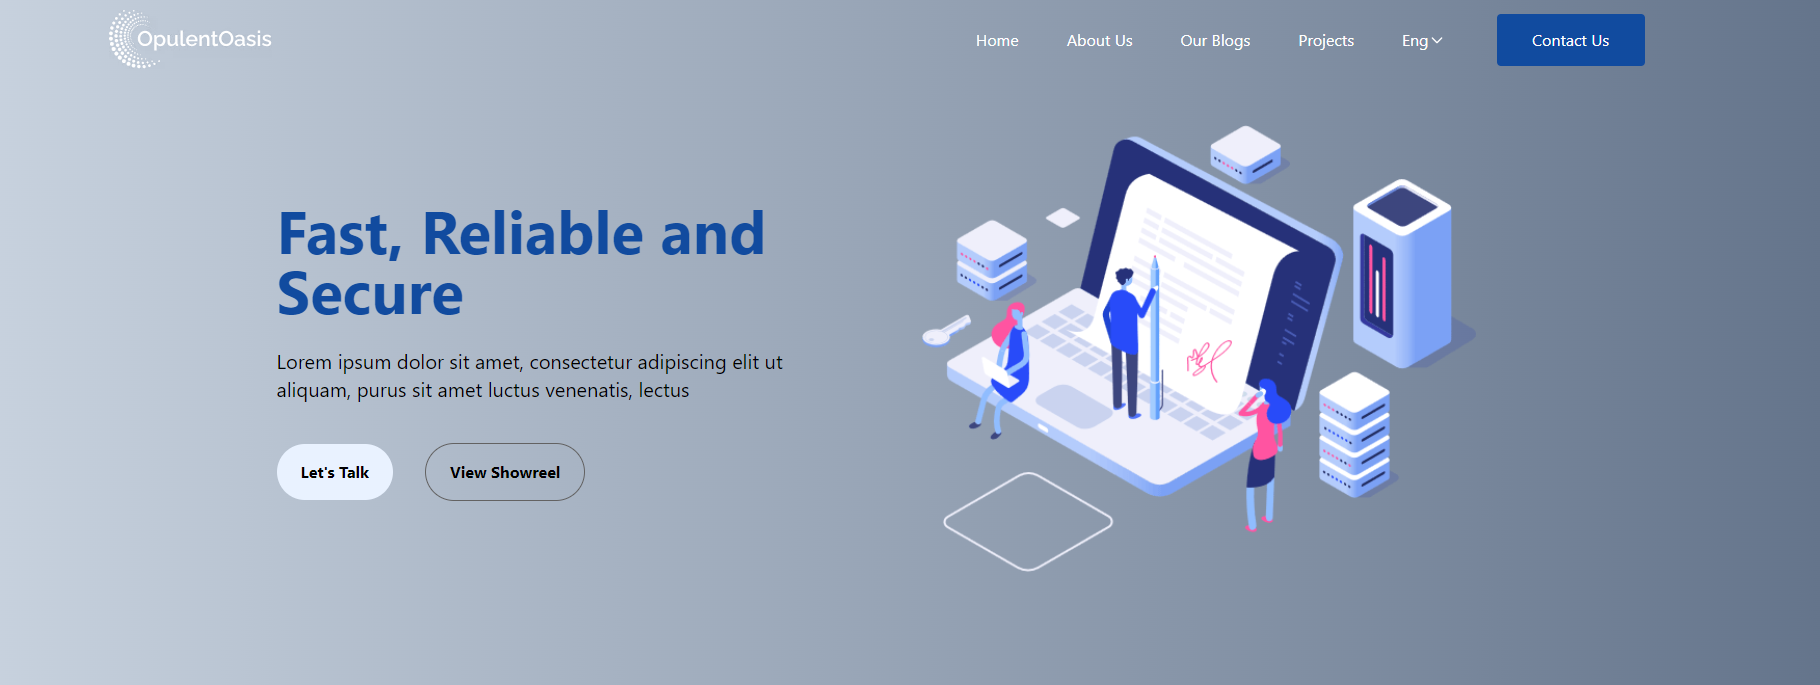 OpulentOasis
Home
About Us
Our Blogs
Projects
Eng
Contact Us
Fast, Reliable and
Secure
Lorem ipsum dolor sit amet, consectetur adipiscing elit ut
aliquam, purus sit amet luctus venenatis, lectus
Let's Talk
View Showreel